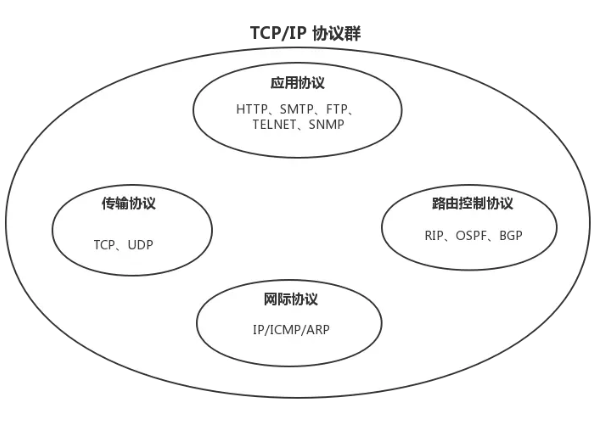 TCP/IP 协议群
应用协议
HTTP、SMTP、FTP、
TELNET、SNMP
传输协议
TCP、UDP
路由控制协议
RIP、OSPF、BGP
网际协议
IP/ICMP/ARP